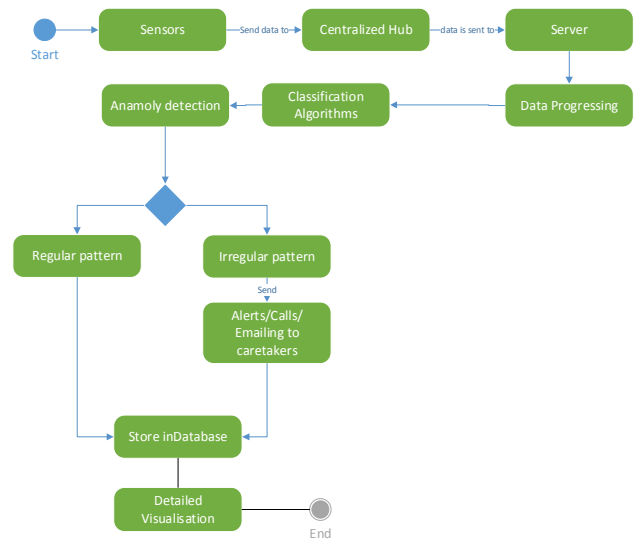 Sensors
Send data to
Centralized Hub
data is sent to
Server
Start
Anamoly detection
Classification
Algorithms
Data Progressing
Regular pattern
Irregular pattern
Send
Alerts/Calls/
Emailing to
caretakers
Store inDatabase
Detailed
Visualisation
End